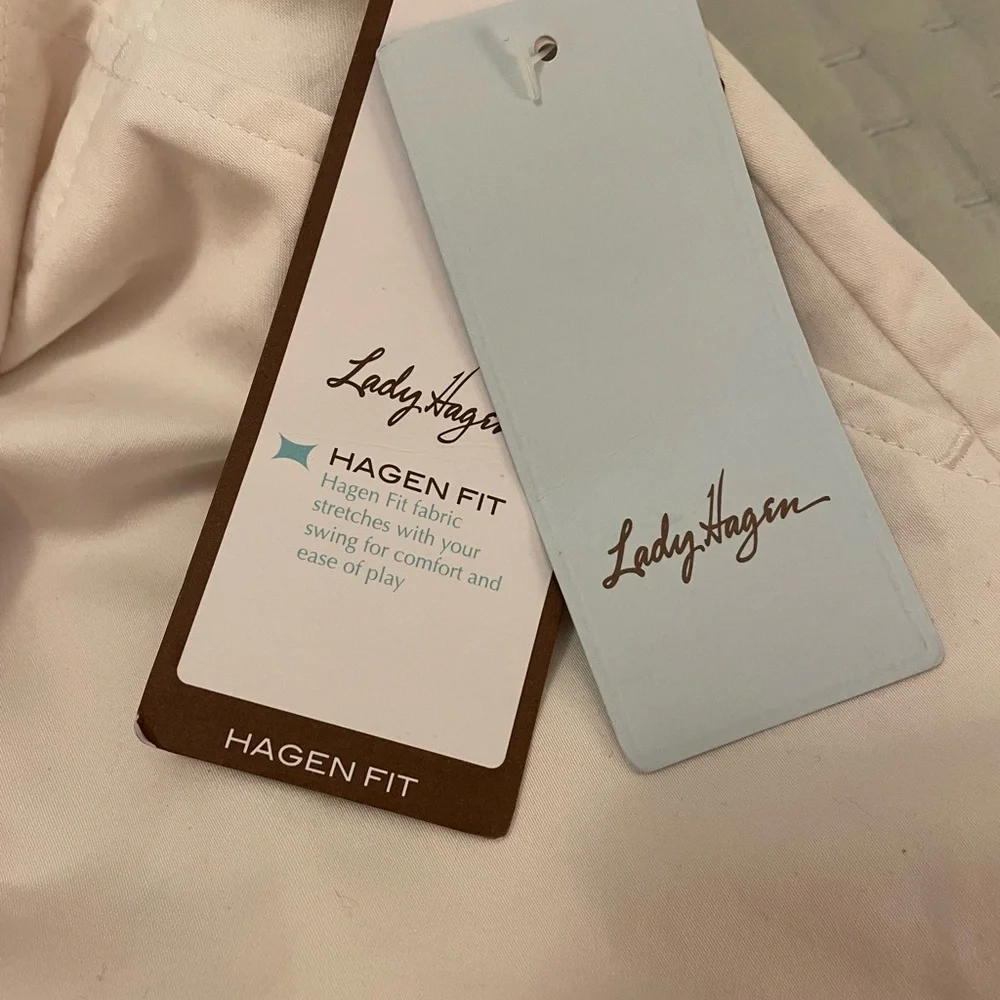 Lady Hagen
HAGEN FIT
Hagen Fit fabric
stretches with your
swing for comfort and
ease of play
HAGEN FIT
Lady Hagen